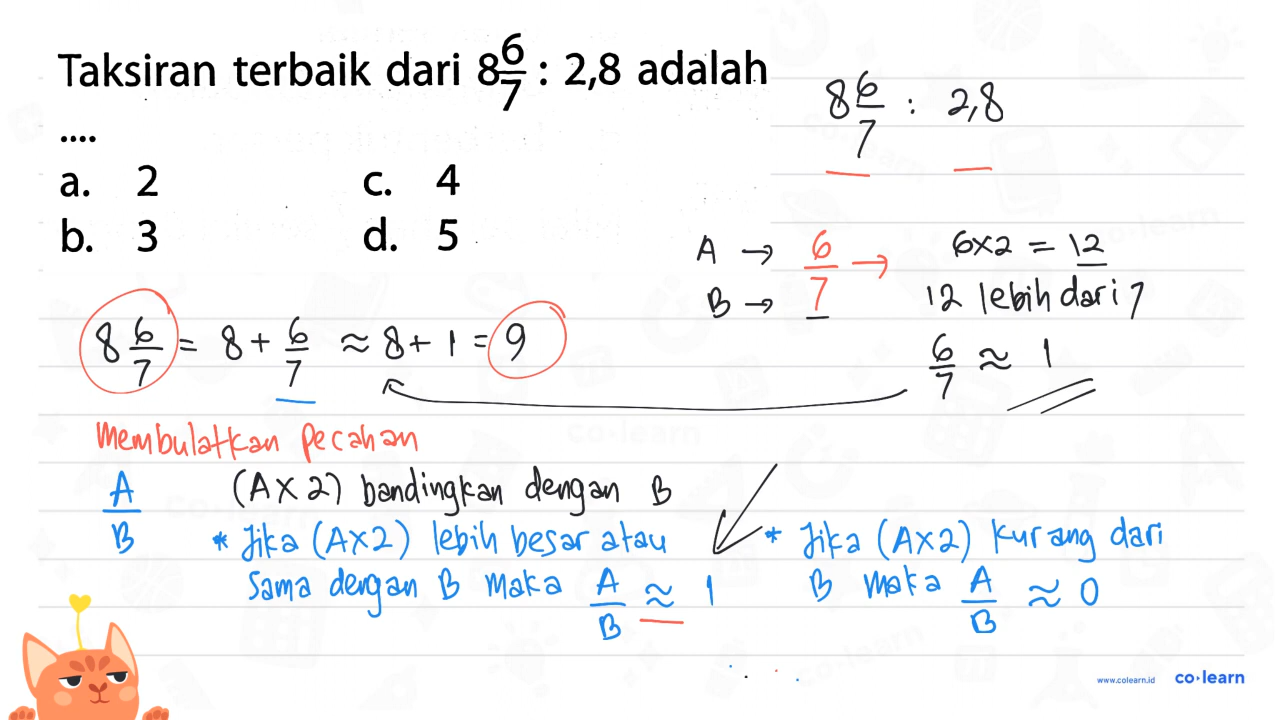 Taksiran terbaik dari 8 6/7 : 2,8 adalah
....
a. 2 c. 4
b. 3 d. 5
8 6/7 : 2,8
A → 6/7 → 6x2 = 12
B → 12 lebih dari 7
6/7 ≈ 1
8 6/7 = 8 + 6/7 ≈ 8 + 1 = 9
Membulatkan pecahan
A/B (A x 2) bandingkan dengan B
* Jika (A x 2) lebih besar atau
sama dengan B maka A/B ≈ 1
* Jika (A x 2) kurang dari
B maka A/B ≈ 0
www.colearn.id co·learn